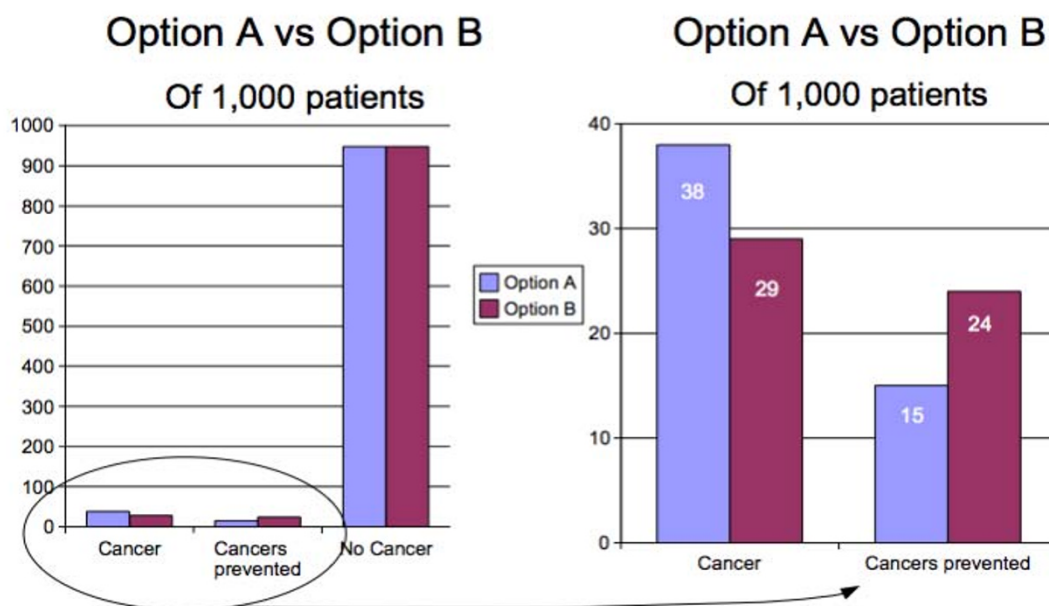 Option A vs Option B
Of 1,000 patients
1000
900
800
700
600
500
400
300
200
100
0
Cancer
Cancers
prevented
No Cancer
Option A
Option B
Option A vs Option B
Of 1,000 patients
40
30
20
10
0
38
29
15
24
Cancer
Cancers prevented